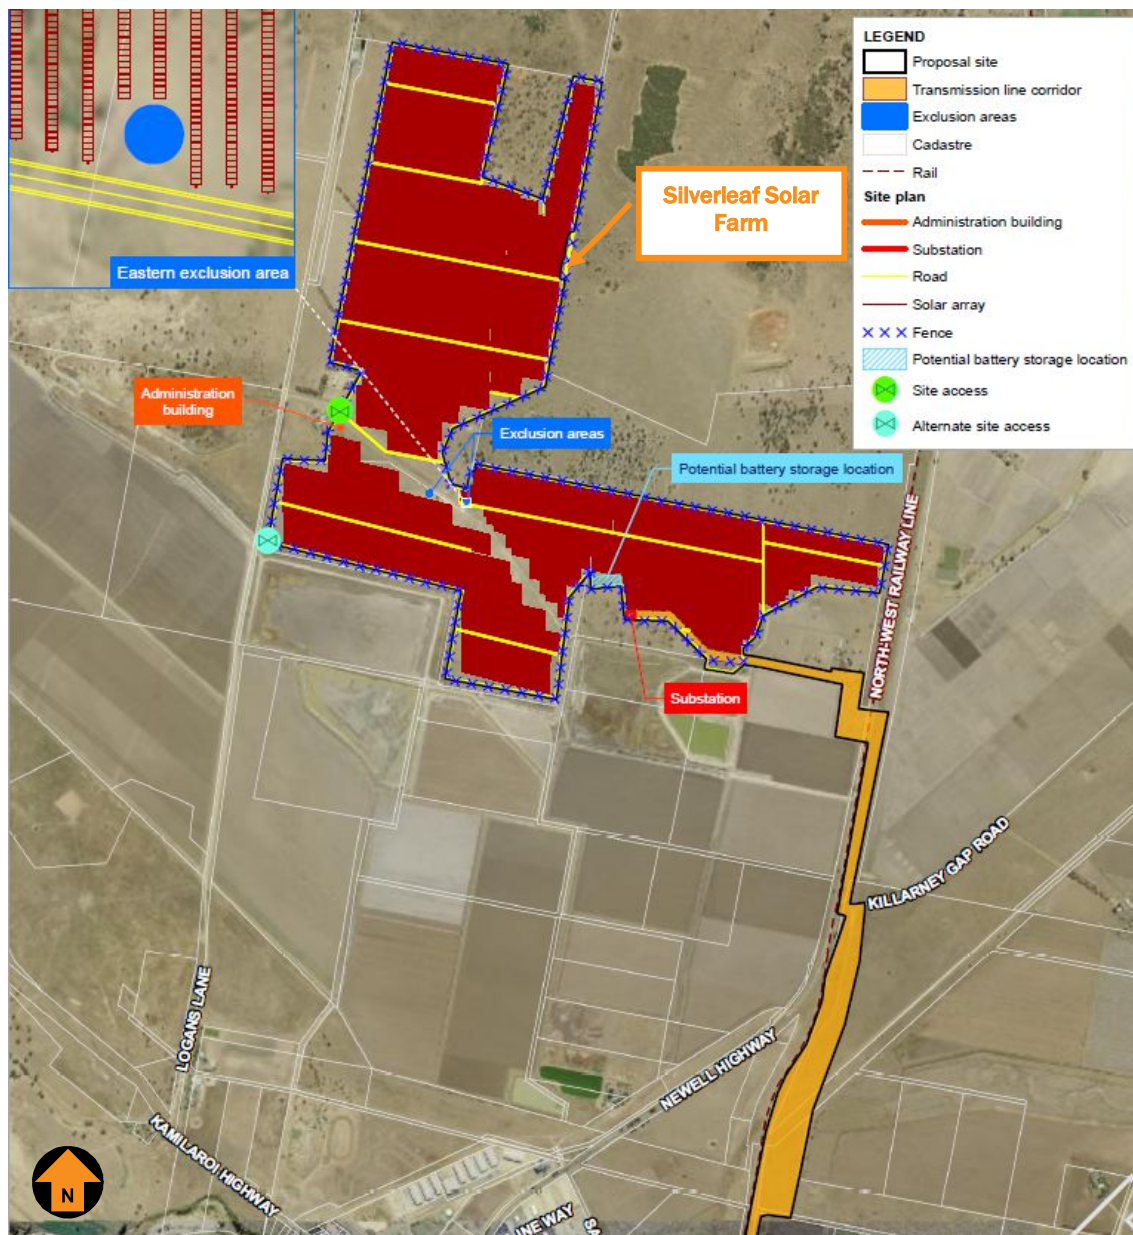 LEGEND
Proposal site
Transmission line corridor
Exclusion areas
Cadastre
Rail
Site plan
Administration building
Substation
Road
Solar array
Fence
Potential battery storage location
Site access
Alternate site access
Silverleaf Solar
Farm
Eastern exclusion area
Administration
building
Exclusion areas
Potential battery storage location
Substation
NORTH-WEST RAILWAY LINE
KILLARNEY GAP ROAD
LOGANS LANE
NEWELL HIGHWAY
KAMILAROI HIGHWAY
INE WAY
N